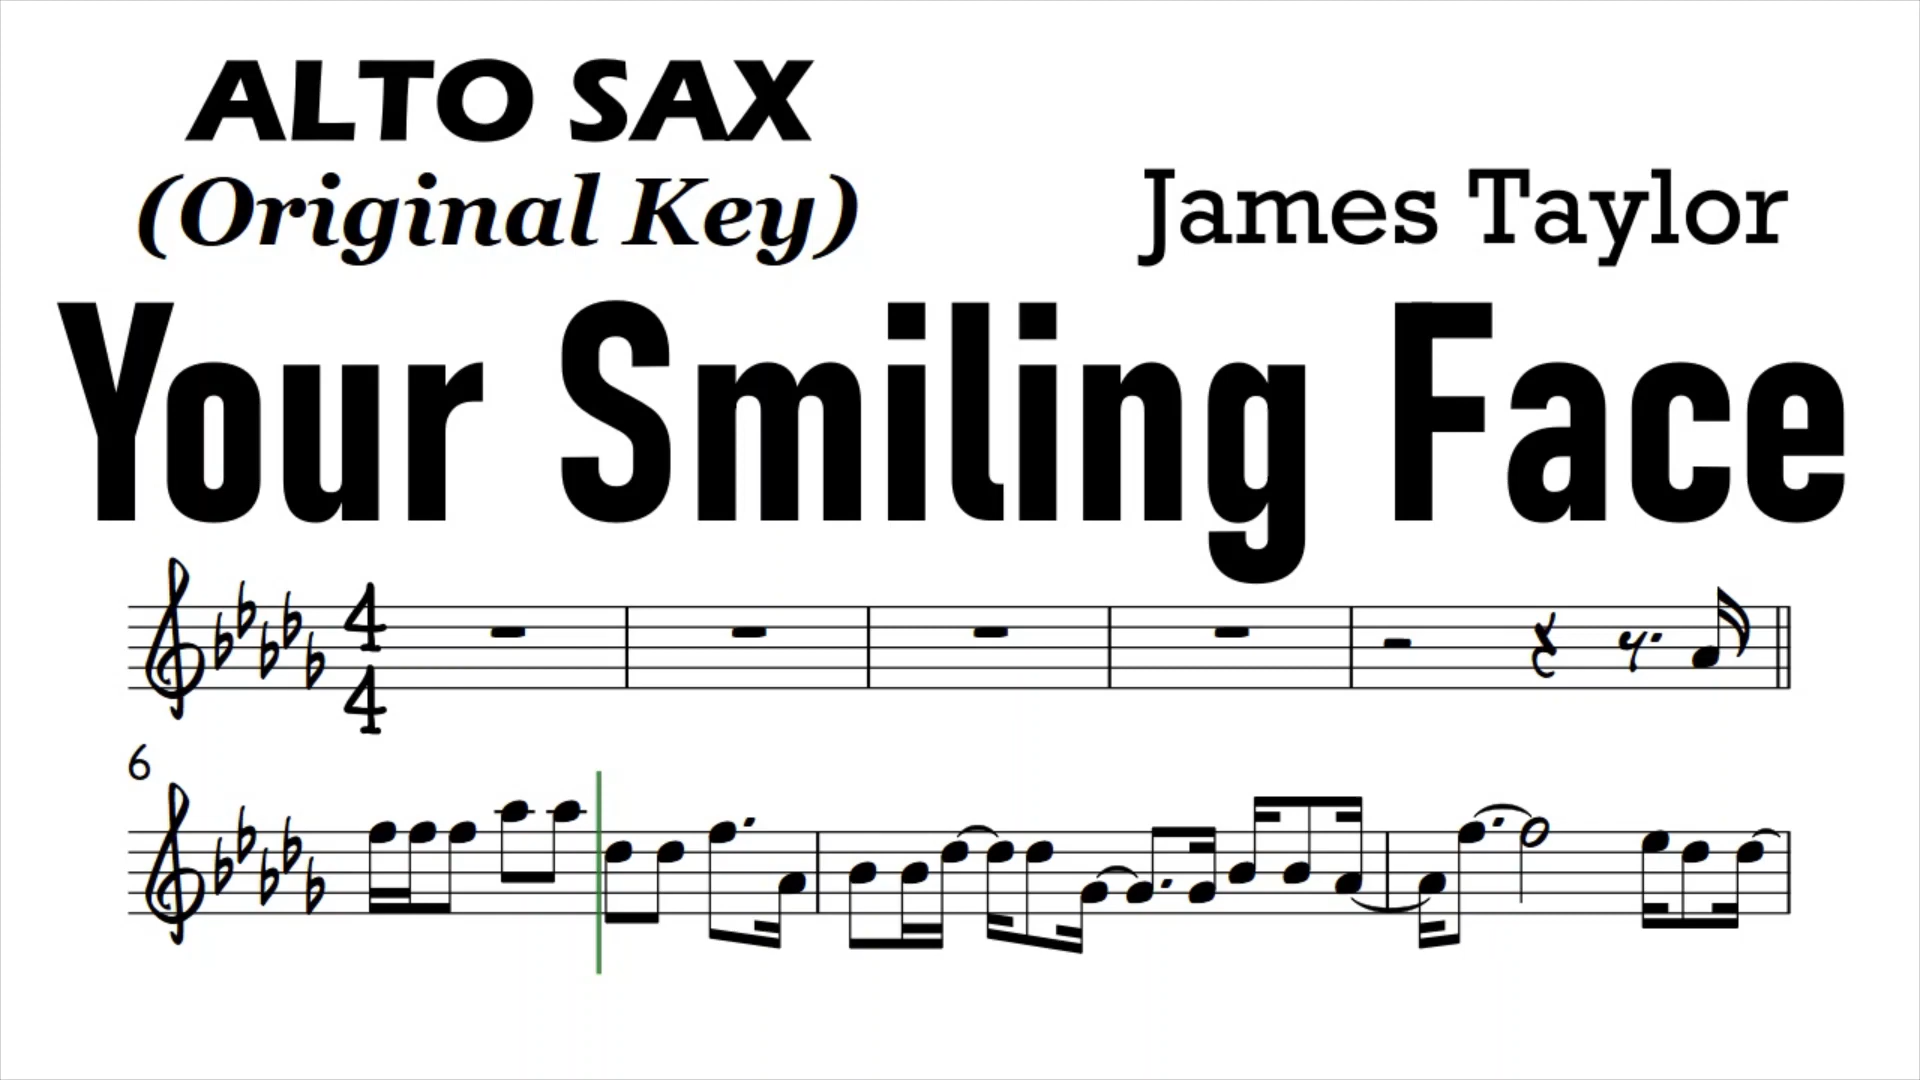 ALTO SAX
(Original Key)
James Taylor
Your Smiling Face
4
4
6